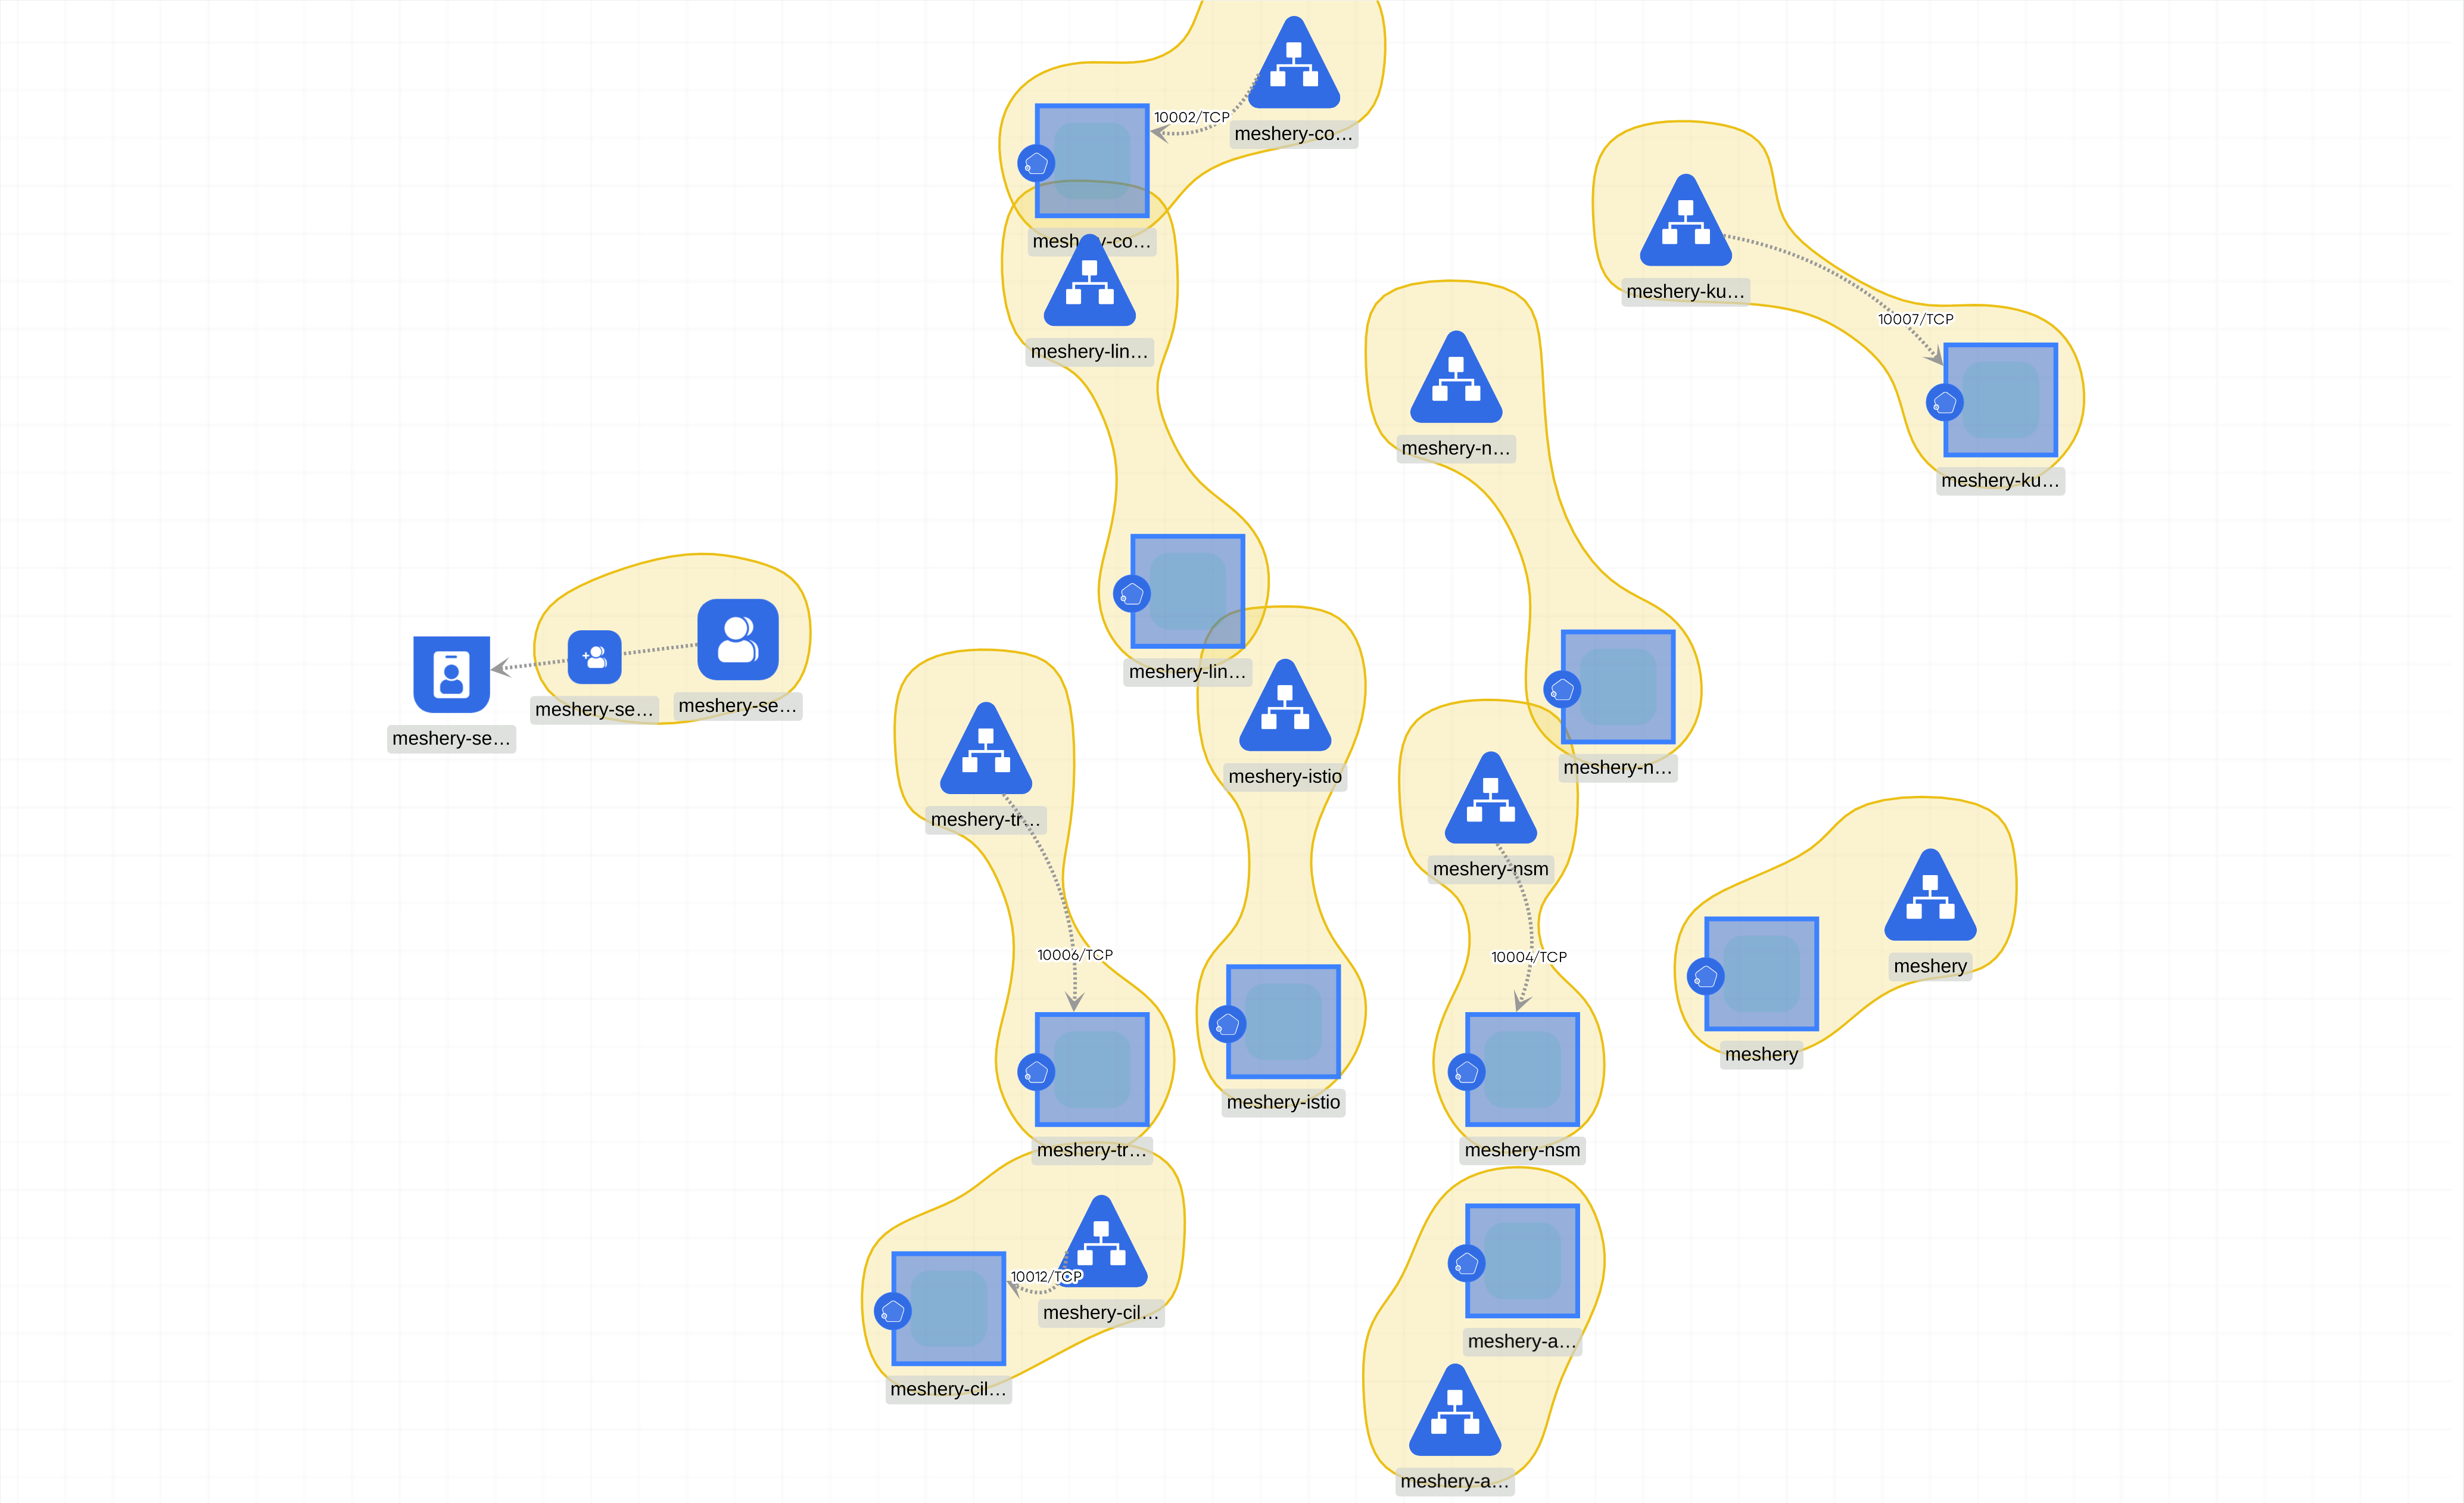 10002/TCP
meshery-co…
meshery-co…
meshery-ku…
10007/TCP
meshery-lin…
meshery-n…
meshery-ku…
meshery-lin…
meshery-se…
meshery-se…
meshery-se…
meshery-n…
meshery-istio
meshery-tr…
meshery-nsm
10006/TCP
10004/TCP
meshery
meshery
meshery-istio
meshery-tr…
meshery-nsm
10012/TCP
meshery-cil…
meshery-a…
meshery-cil…
meshery-a…